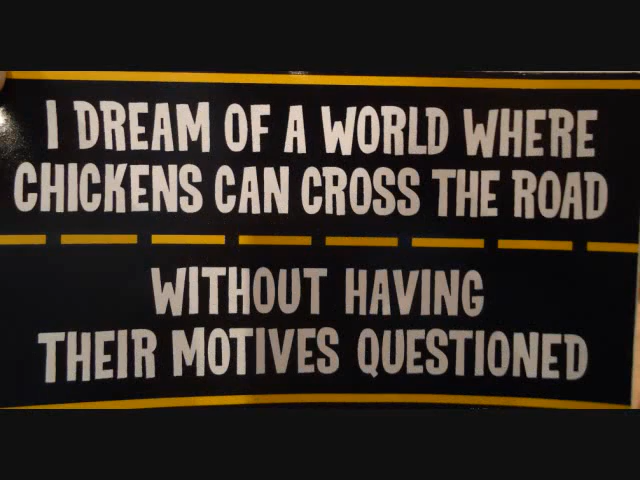 I DREAM OF A WORLD WHERE
CHICKENS CAN CROSS THE ROAD
WITHOUT HAVING
THEIR MOTIVES QUESTIONED